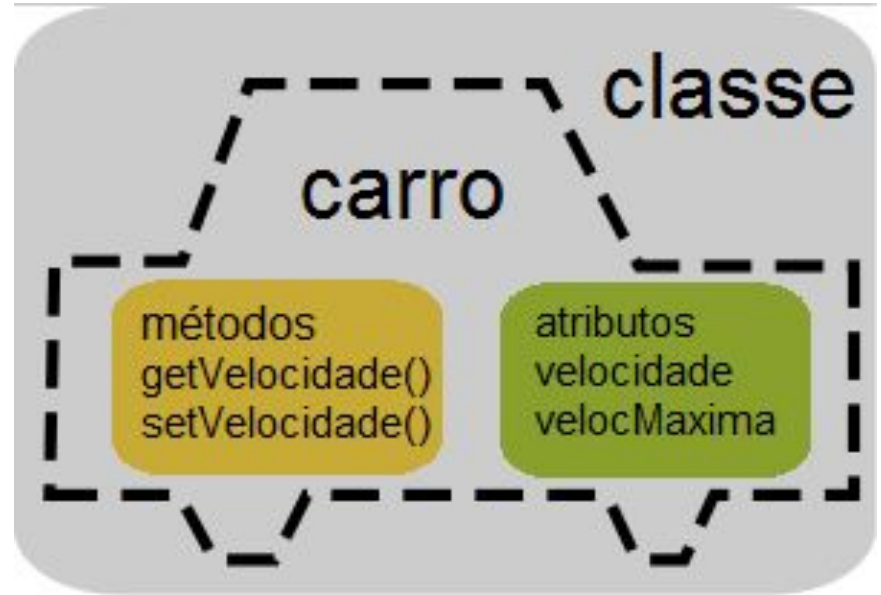 classe
carro
métodos
getVelocidade()
setVelocidade()
atributos
velocidade
velocMaxima